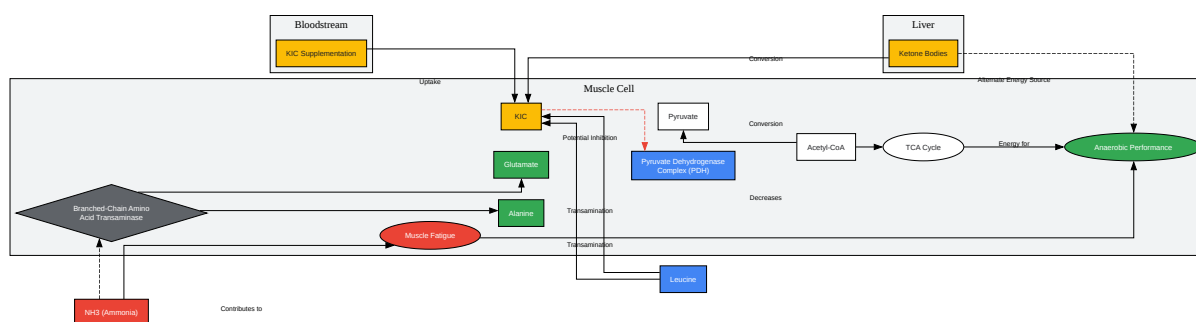 Bloodstream
Liver
KIC Supplementation
Ketone Bodies
Conversion
Uptake
Alternate Energy Source
Muscle Cell
KIC
Pyruvate
Conversion
Potential Inhibition
Acetyl-CoA
TCA Cycle
Energy for
Anaerobic Performance
Glutamate
Pyruvate Dehydrogenase
Complex (PDH)
Decreases
Branched-Chain Amino
Acid Transaminase
Alanine
Transamination
Muscle Fatigue
Transamination
Leucine
NH3 (Ammonia)
Contributes to